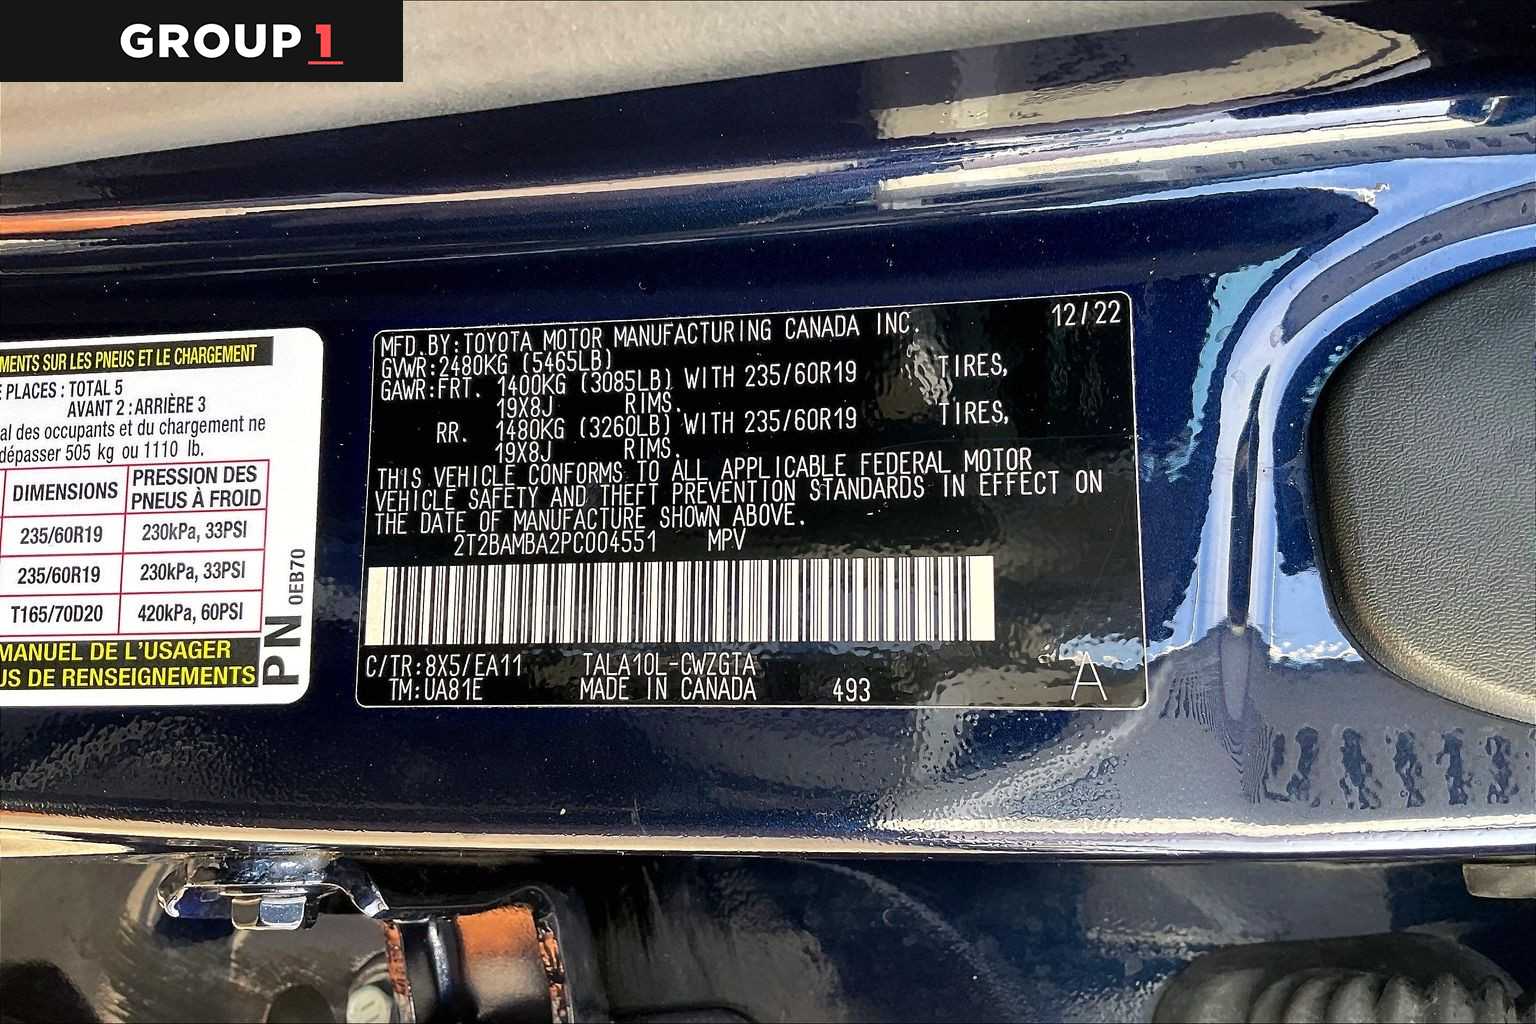 GROUP 1
MENTS SUR LES PNEUS ET LE CHARGEMENT
E PLACES : TOTAL 5
AVANT 2 : ARRIÈRE 3
al des occupants et du chargement ne
dépasser 505 kg ou 1110 lb.
DIMENSIONS PRESSION DES PNEUS À FROID
235/60R19 230kPa, 33PSI
235/60R19 230kPa, 33PSI
T165/70D20 420kPa, 60PSI
MANUEL DE L'USAGER
US DE RENSEIGNEMENTS
PN 0EB70
12/22
MFD.BY:TOYOTA MOTOR MANUFACTURING CANADA INC.
GVWR:2480KG (5465LB)
GAWR:FRT. 1400KG (3085LB) WITH 235/60R19 TIRES,
19X8J RIMS.
RR. 1480KG (3260LB) WITH 235/60R19 TIRES,
19X8J RIMS.
THIS VEHICLE CONFORMS TO ALL APPLICABLE FEDERAL MOTOR
VEHICLE SAFETY AND THEFT PREVENTION STANDARDS IN EFFECT ON
THE DATE OF MANUFACTURE SHOWN ABOVE.
2T2BAMBA2PC004551 MPV
C/TR:8X5/EA11 TALA10L-CWZGTA
TM:UA81E MADE IN CANADA 493 A